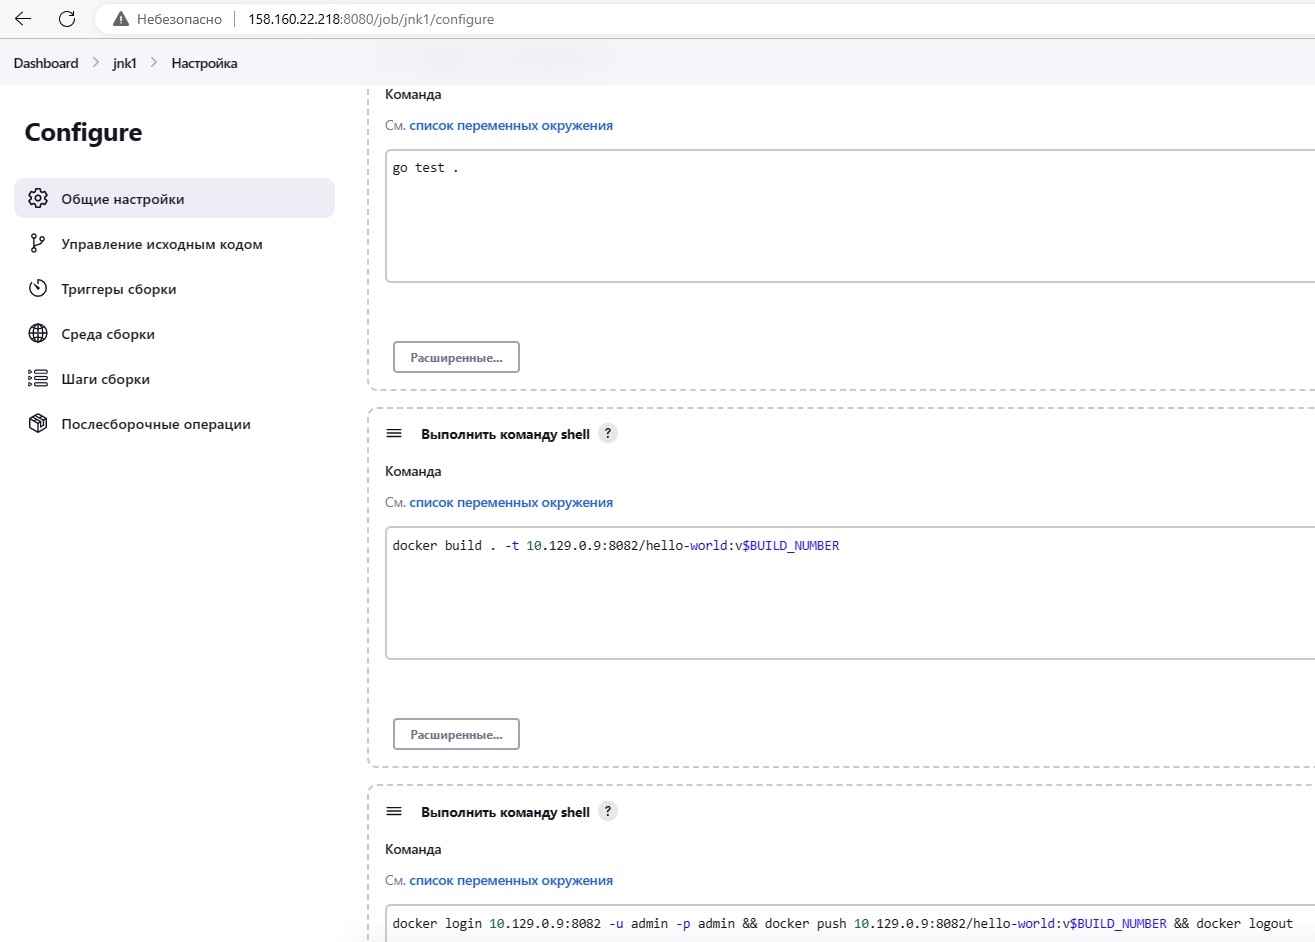 Небезопасно
158.160.22.218:8080/job/jnk1/configure
Dashboard
jnk1
Настройка
Configure
Общие настройки
Управление исходным кодом
Триггеры сборки
Среда сборки
Шаги сборки
Послесборочные операции
Команда
См. список переменных окружения
go test .
Расширенные...
Выполнить команду shell ?
Команда
См. список переменных окружения
docker build . -t 10.129.0.9:8082/hello-world:v$BUILD_NUMBER
Расширенные...
Выполнить команду shell ?
Команда
См. список переменных окружения
docker login 10.129.0.9:8082 -u admin -p admin && docker push 10.129.0.9:8082/hello-world:v$BUILD_NUMBER && docker logout